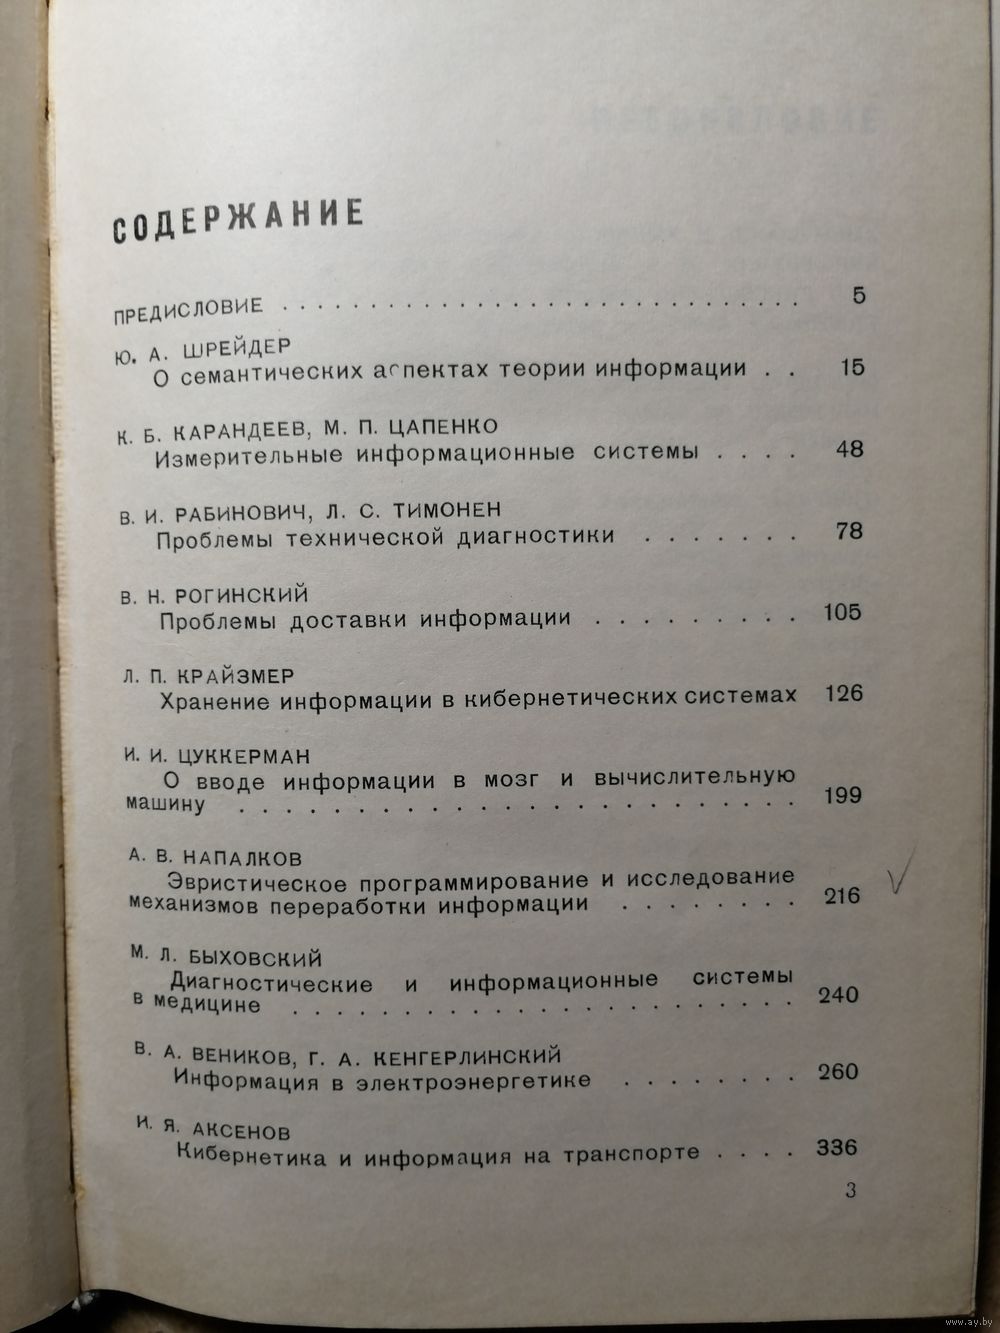 СОДЕРЖАНИЕ
ПРЕДИСЛОВИЕ . . . . . . . . . . . . . . . . . . . . . . . . . . . . . . 5
Ю. А. ШРЕЙДЕР
О семантических аспектах теории информации . . 15
К. Б. КАРАНДЕЕВ, М. П. ЦАПЕНКО
Измерительные информационные системы . . . . 48
В. И. РАБИНОВИЧ, Л. С. ТИМОНЕН
Проблемы технической диагностики . . . . . . . 78
В. Н. РОГИНСКИЙ
Проблемы доставки информации . . . . . . . . . 105
Л. П. КРАЙЗМЕР
Хранение информации в кибернетических системах 126
И. И. ЦУККЕРМАН
О вводе информации в мозг и вычислительную
машину . . . . . . . . . . . . . . . . . . . . . . . . 199
А. В. НАПАЛКОВ
Эвристическое программирование и исследование
механизмов переработки информации . . . . . . . . 216
М. Л. БЫХОВСКИЙ
Диагностические и информационные системы
в медицине . . . . . . . . . . . . . . . . . . . . . . 240
В. А. ВЕНИКОВ, Г. А. КЕНГЕРЛИНСКИЙ
Информация в электроэнергетике . . . . . . . . 260
И. Я. АКСЕНОВ
Кибернетика и информация на транспорте . . . . 336
3
www.ay.by